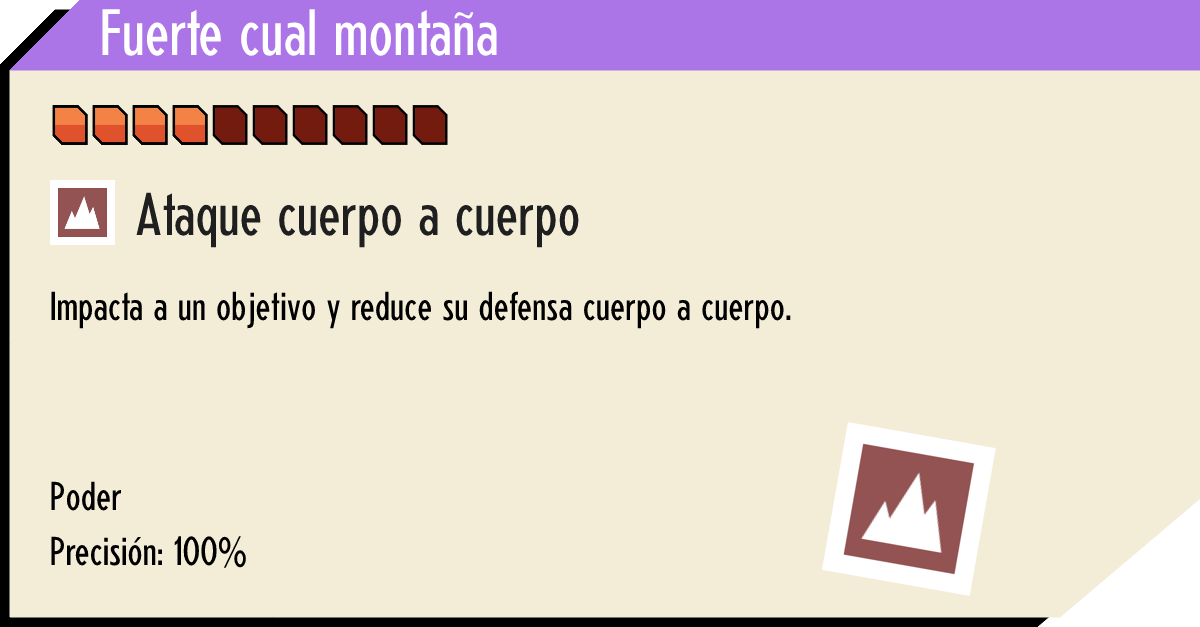 Fuerte cual montaña
Ataque cuerpo a cuerpo
Impacta a un objetivo y reduce su defensa cuerpo a cuerpo.
Poder
Precisión: 100%